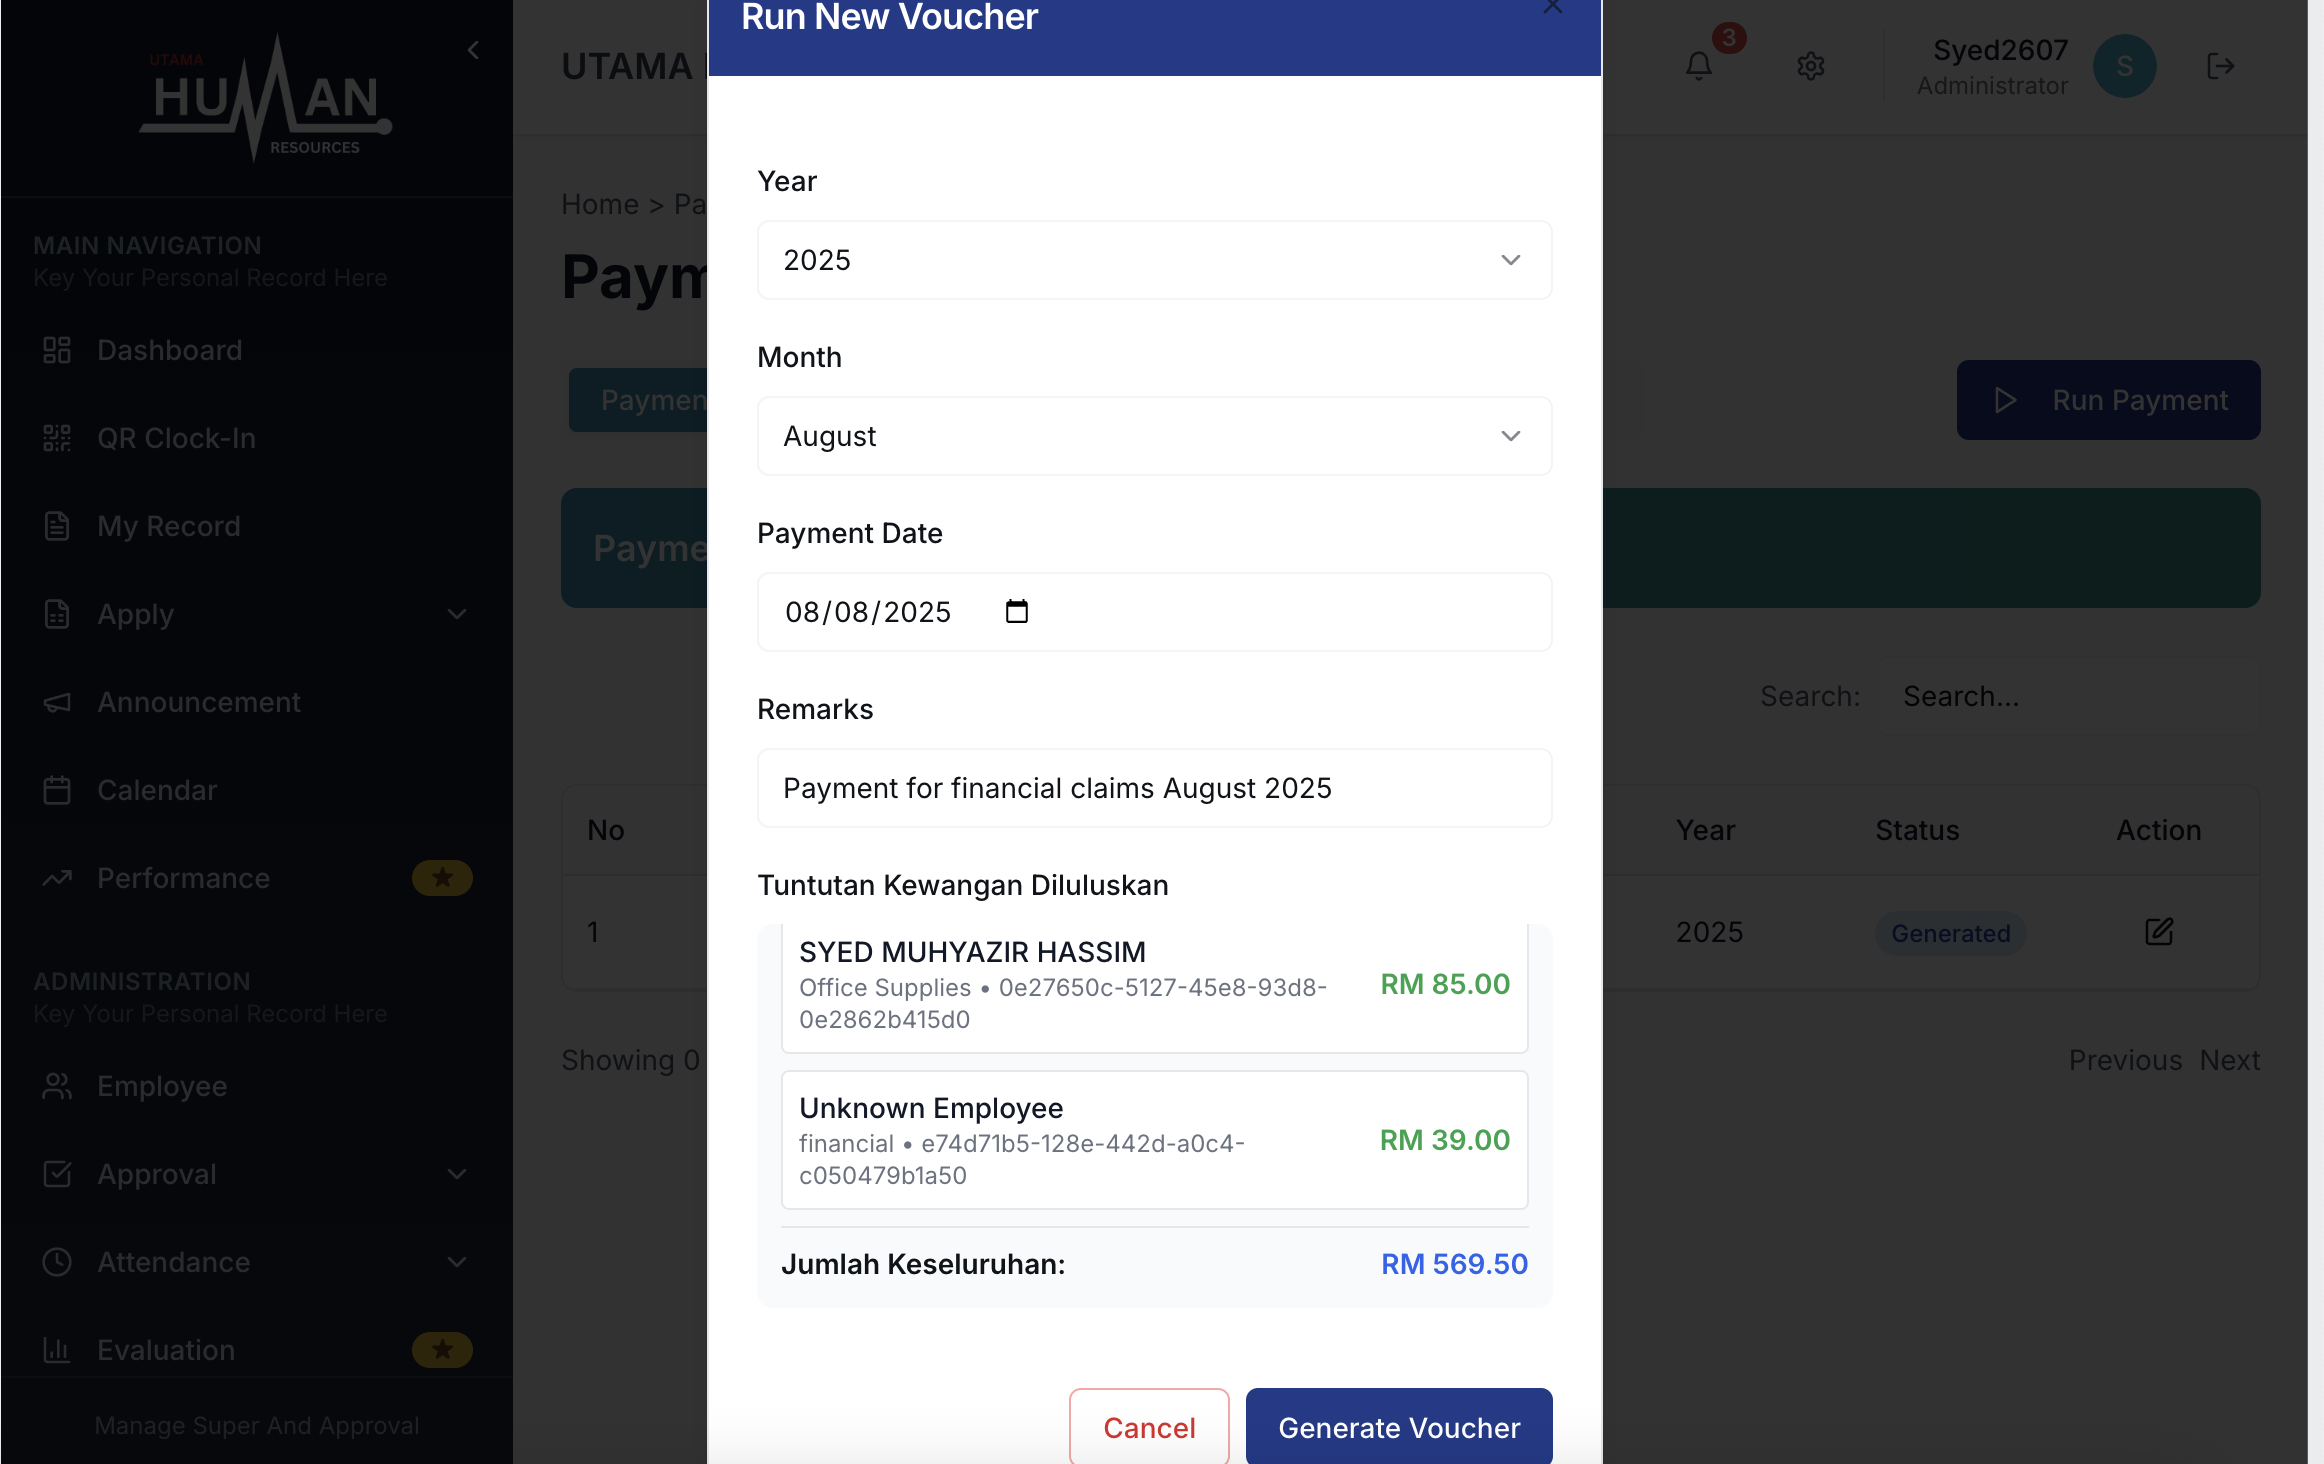 UTAMA
HUMAN
RESOURCES
MAIN NAVIGATION
Key Your Personal Record Here
Dashboard
QR Clock-In
My Record
Apply
Announcement
Calendar
Performance
ADMINISTRATION
Key Your Personal Record Here
Employee
Approval
Attendance
Evaluation
Manage Super And Approval
UTAMA
3
Syed2607
Administrator
S
Home > Pa
Paym
Paymen
Run Payment
Payme
Search:
Search...
No
Year
Status
Action
1
2025
Generated
Showing 0
Previous
Next
Run New Voucher
Year
2025
Month
August
Payment Date
08/08/2025
Remarks
Payment for financial claims August 2025
Tuntutan Kewangan Diluluskan
SYED MUHYAZIR HASSIM
Office Supplies • 0e27650c-5127-45e8-93d8-
0e2862b415d0
RM 85.00
Unknown Employee
financial • e74d71b5-128e-442d-a0c4-
c050479b1a50
RM 39.00
Jumlah Keseluruhan:
RM 569.50
Cancel
Generate Voucher